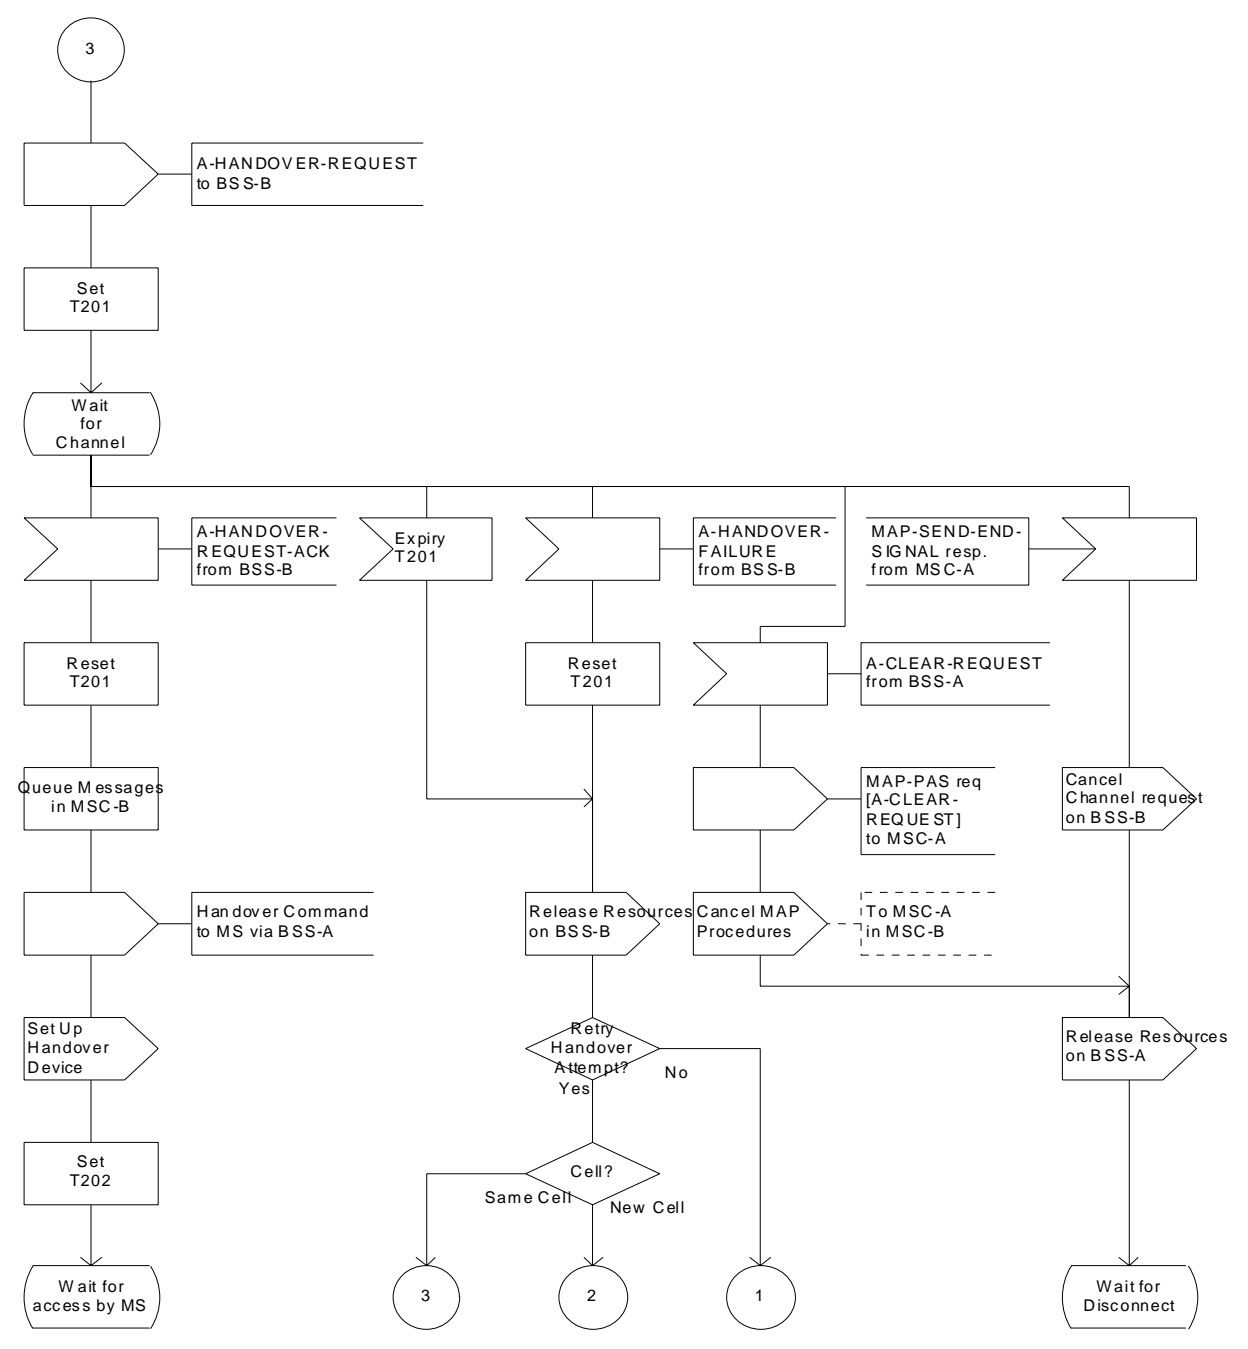 3
A-HANDOVER-REQUEST
to BSS-B
Set
T201
Wait
for
Channel
A-HANDOVER-
REQUEST-ACK
from BSS-B
Expiry
T201
A-HANDOVER-
FAILURE
from BSS-B
MAP-SEND-END-
SIGNAL resp.
from MSC-A
Reset
T201
Reset
T201
A-CLEAR-REQUEST
from BSS-A
Queue Messages
in MSC-B
MAP-PAS req
[A-CLEAR-
REQUEST]
to MSC-A
Cancel
Channel request
on BSS-B
Handover Command
to MS via BSS-A
Release Resources
on BSS-B
Cancel MAP
Procedures
To MSC-A
in MSC-B
Set Up
Handover
Device
Retry
Handover
Attempt?
Yes
No
Release Resources
on BSS-A
Set
T202
Cell?
Same Cell
New Cell
Wait for
access by MS
3
2
1
Wait for
Disconnect